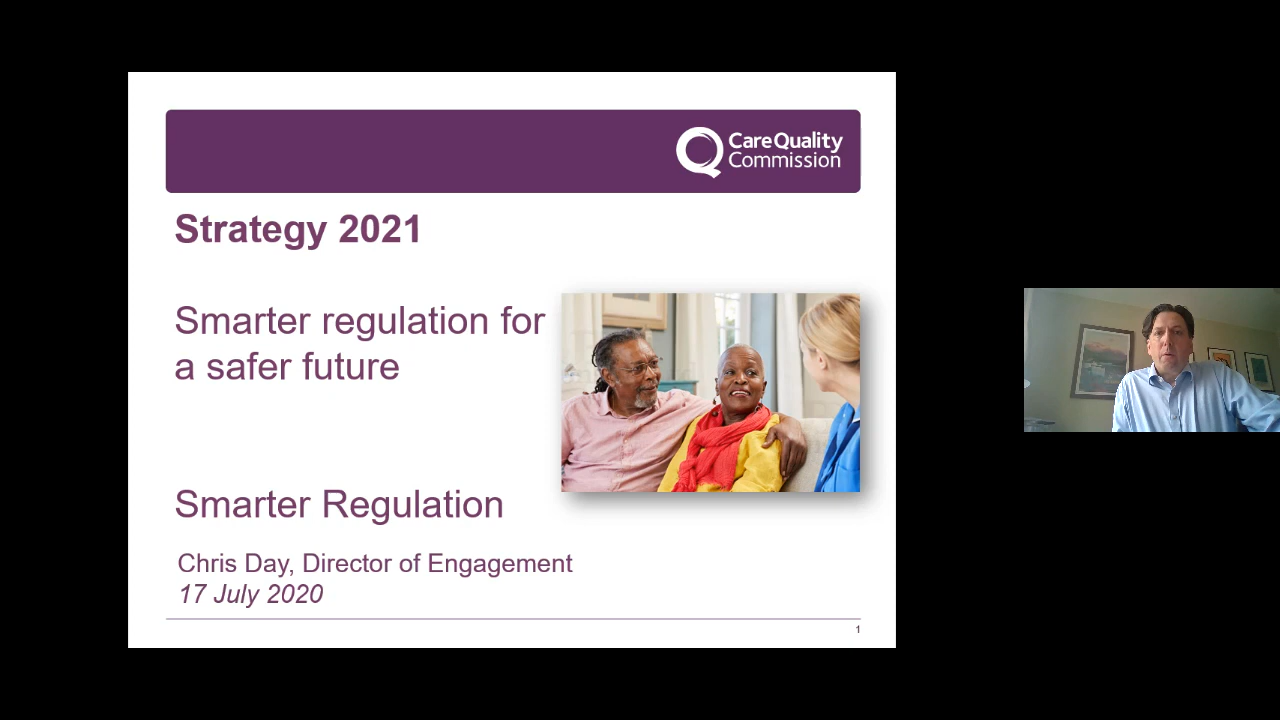 CareQuality
Commission
Strategy 2021
Smarter regulation for
a safer future
Smarter Regulation
Chris Day, Director of Engagement
17 July 2020
1